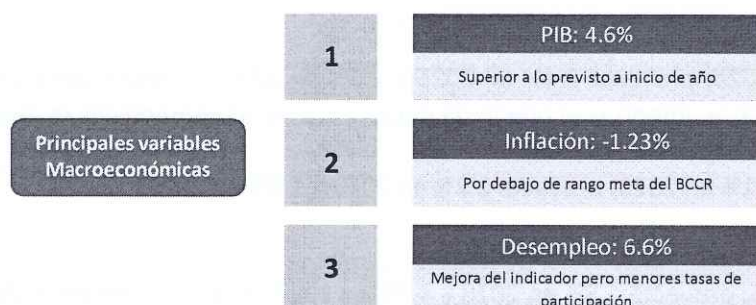 Principales variables
Macroeconómicas
1
PIB: 4.6%
Superior a lo previsto a inicio de año
2
Inflación: -1.23%
Por debajo de rango meta del BCCR
3
Desempleo: 6.6%
Mejora del indicador pero menores tasas de
participación